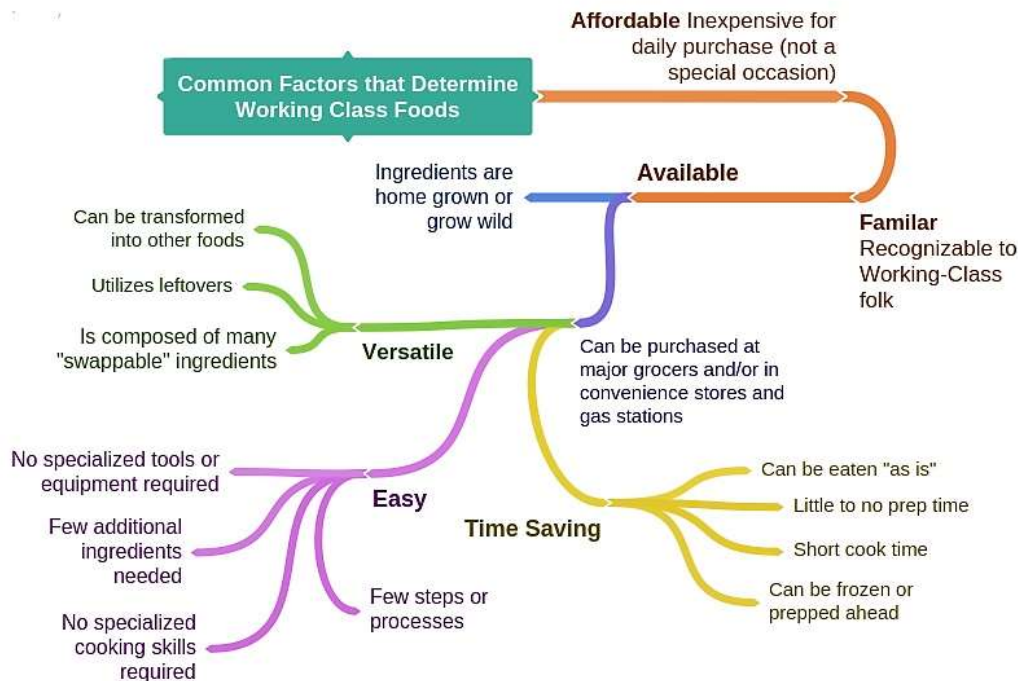 Common Factors that Determine
Working Class Foods
Affordable Inexpensive for
daily purchase (not a
special occasion)
Familar
Recognizable to
Working-Class
folk
Available
Ingredients are
home grown or
grow wild
Can be purchased at
major grocers and/or in
convenience stores and
gas stations
Versatile
Can be transformed
into other foods
Utilizes leftovers
Is composed of many
"swappable" ingredients
Easy
No specialized tools or
equipment required
Few additional
ingredients
needed
No specialized
cooking skills
required
Few steps or
processes
Time Saving
Can be eaten "as is"
Little to no prep time
Short cook time
Can be frozen or
prepped ahead